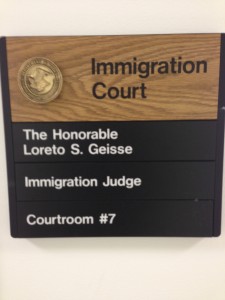 Immigration
Court
The Honorable
Loreto S. Geisse
Immigration Judge
Courtroom #7